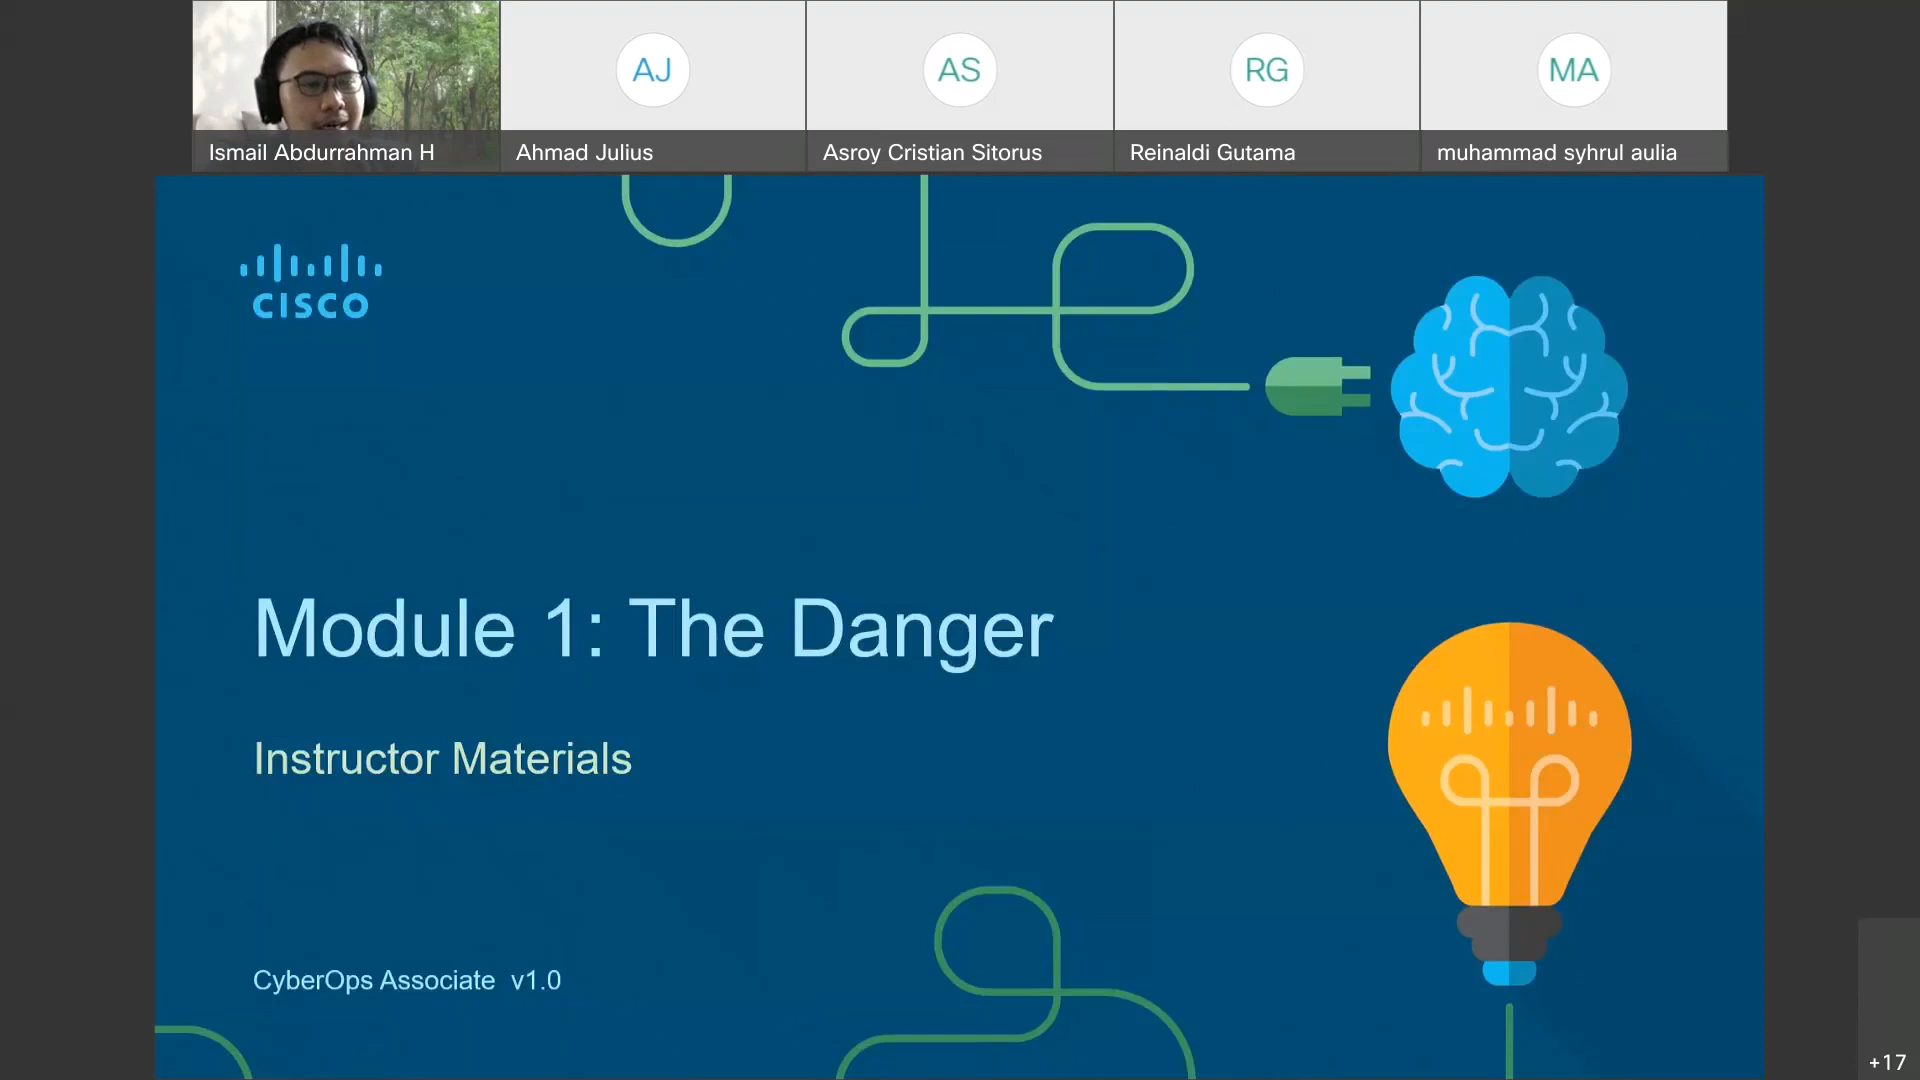 AJ
AS
RG
MA
Ismail Abdurrahman H
Ahmad Julius
Asroy Cristian Sitorus
Reinaldi Gutama
muhammad syhrul aulia
CISCO
Module 1: The Danger
Instructor Materials
CyberOps Associate v1.0
+17